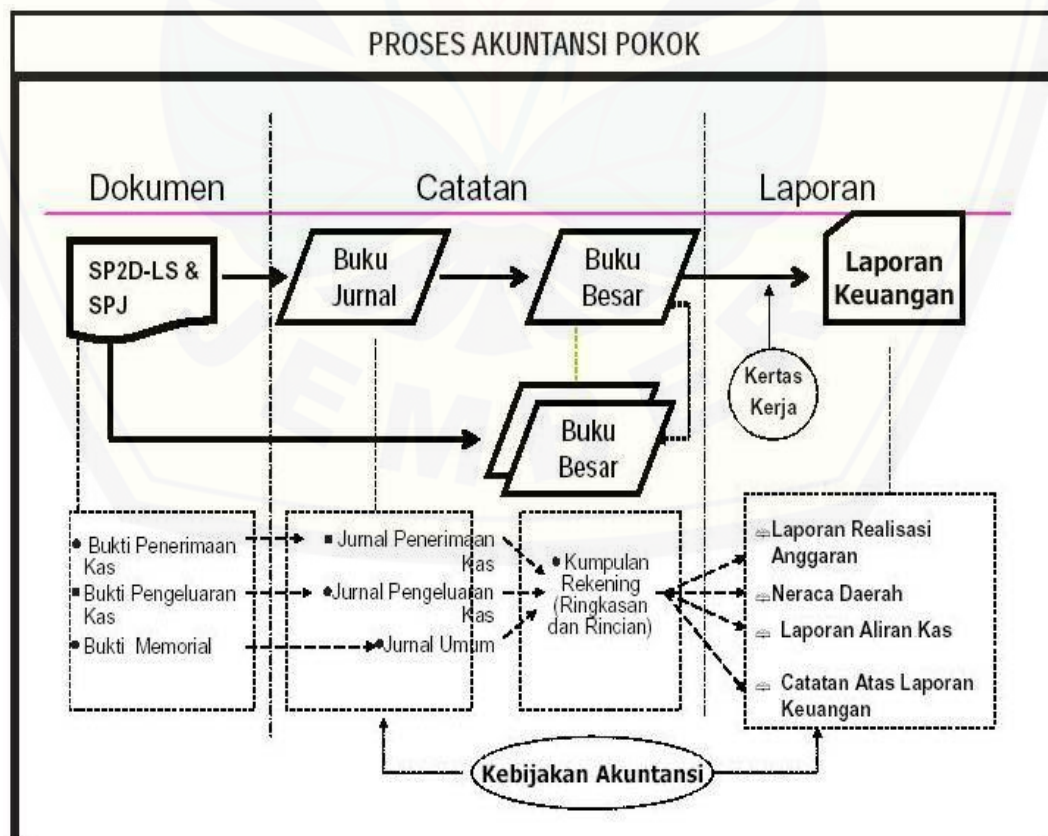 PROSES AKUNTANSI POKOK
Dokumen
Catatan
Laporan
SP2D-LS &
SPJ
Buku
Jurnal
Buku
Besar
Laporan
Keuangan
Kertas
Kerja
Buku
Besar
Bukti Penerimaan
Kas
Bukti Pengeluaran
Kas
Bukti Memorial
Jurnal Penerimaan
Kas
Jurnal Pengeluaran
Kas
Jurnal Umum
Kumpulan
Rekening
(Ringkasan
dan Rincian)
Laporan Realisasi
Anggaran
Neraca Daerah
Laporan Aliran Kas
Catatan Atas Laporan
Keuangan
Kebijakan Akuntansi